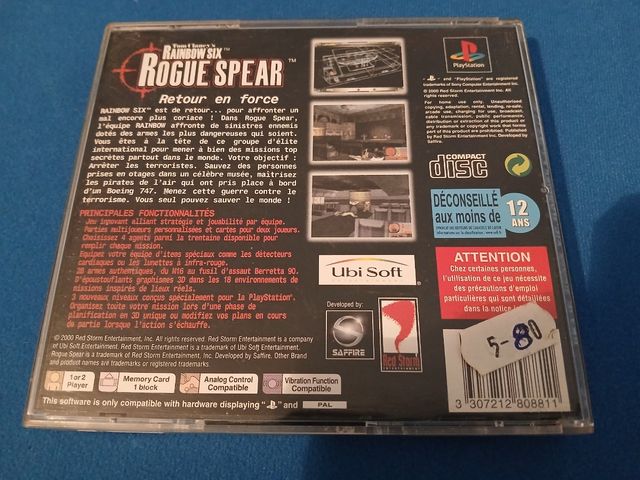 Tom Clancy's
RAINBOW SIX™
ROGUE SPEAR™
Retour en force
RAINBOW SIX™ est de retour... pour affronter un
mal encore plus coriace ! Dans Rogue Spear,
l'équipe RAINBOW affronte de sinistres ennemis
dotés des armes les plus dangereuses qui soient.
Vous êtes à la tête de ce groupe d'élite
international pour mener à bien des missions top
secrètes partout dans le monde. Votre objectif :
Arrêter les terroristes. Sauvez des personnes
prises en otages dans un célèbre musée, maîtrisez
les pirates de l'air qui ont pris place à bord
d'un Boeing 747. Menez cette guerre contre le
terrorisme. Vous seul pouvez sauver le monde !
PRINCIPALES FONCTIONNALITÉS
- Jeu innovant alliant stratégie et jouabilité par équipe.
Parties multijoueurs personnalisées et cartes pour deux joueurs.
Choisissez 4 agents parmi la trentaine disponible pour
remplir chaque mission.
Equipez votre équipe d'items spéciaux comme les détecteurs
cardiaques ou les lunettes à infra-rouge.
armes authentiques, du M16 au fusil d'assaut Berretta 90.
D'époustouflants graphismes 3D dans les 18 environnements de
missions inspirés de lieux réels.
3 nouveaux niveaux conçus spécialement pour la PlayStation.
Organisez toute votre mission lors d'une phase de
planification en 3D unique ou modifiez vos plans en cours
de partie lorsque l'action s'échauffe.
© 2000 Red Storm Entertainment, Inc. All rights reserved. Red Storm Entertainment, Inc. is a company
of Ubi Soft Entertainment. Red Storm and Red Storm Entertainment are trademarks of Red Storm Entertainment, Inc.
Rogue Spear is a trademark of Red Storm Entertainment, Inc. Developed by Saffire. Other Brand
and product names are trademarks or registered trademarks.
1 or 2
Player
Memory Card
1 block
Analog Control
Compatible
Vibration Function
Compatible
This software is only compatible with hardware displaying "PS" and
PAL
Ubi Soft
Developed by:
SAFFIRE
Red Storm
ENTERTAINMENT
PlayStation
"PS" and "PlayStation" are registered
trademarks of Sony Computer Entertainment Inc.
© 2000 Red Storm Entertainment Inc. All
rights reserved.
For home use only. Unauthorised
copying, adaptation, rental, lending, re-sale,
arcade use, charging for use, broadcast,
cable transmission, public performance,
distribution or extraction of this product or
any trademark or copyright work that forms
part of this product are prohibited. Published
by Red Storm Entertainment Inc.
COMPACT
disc
DÉCONSEILLÉ
aux moins de
12
ANS
ATTENTION
Chez certaines personnes,
l'utilisation de ce jeu nécessite
des précautions d'emploi
particulières qui sont détaillées
dans la notice
5-80
3 307212 808811